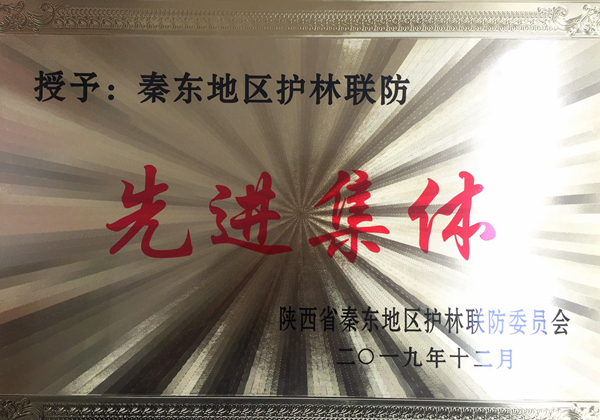 授予：秦东地区护林联防
先进集体
陕西省秦东地区护林联防委员会
二〇一九年十二月